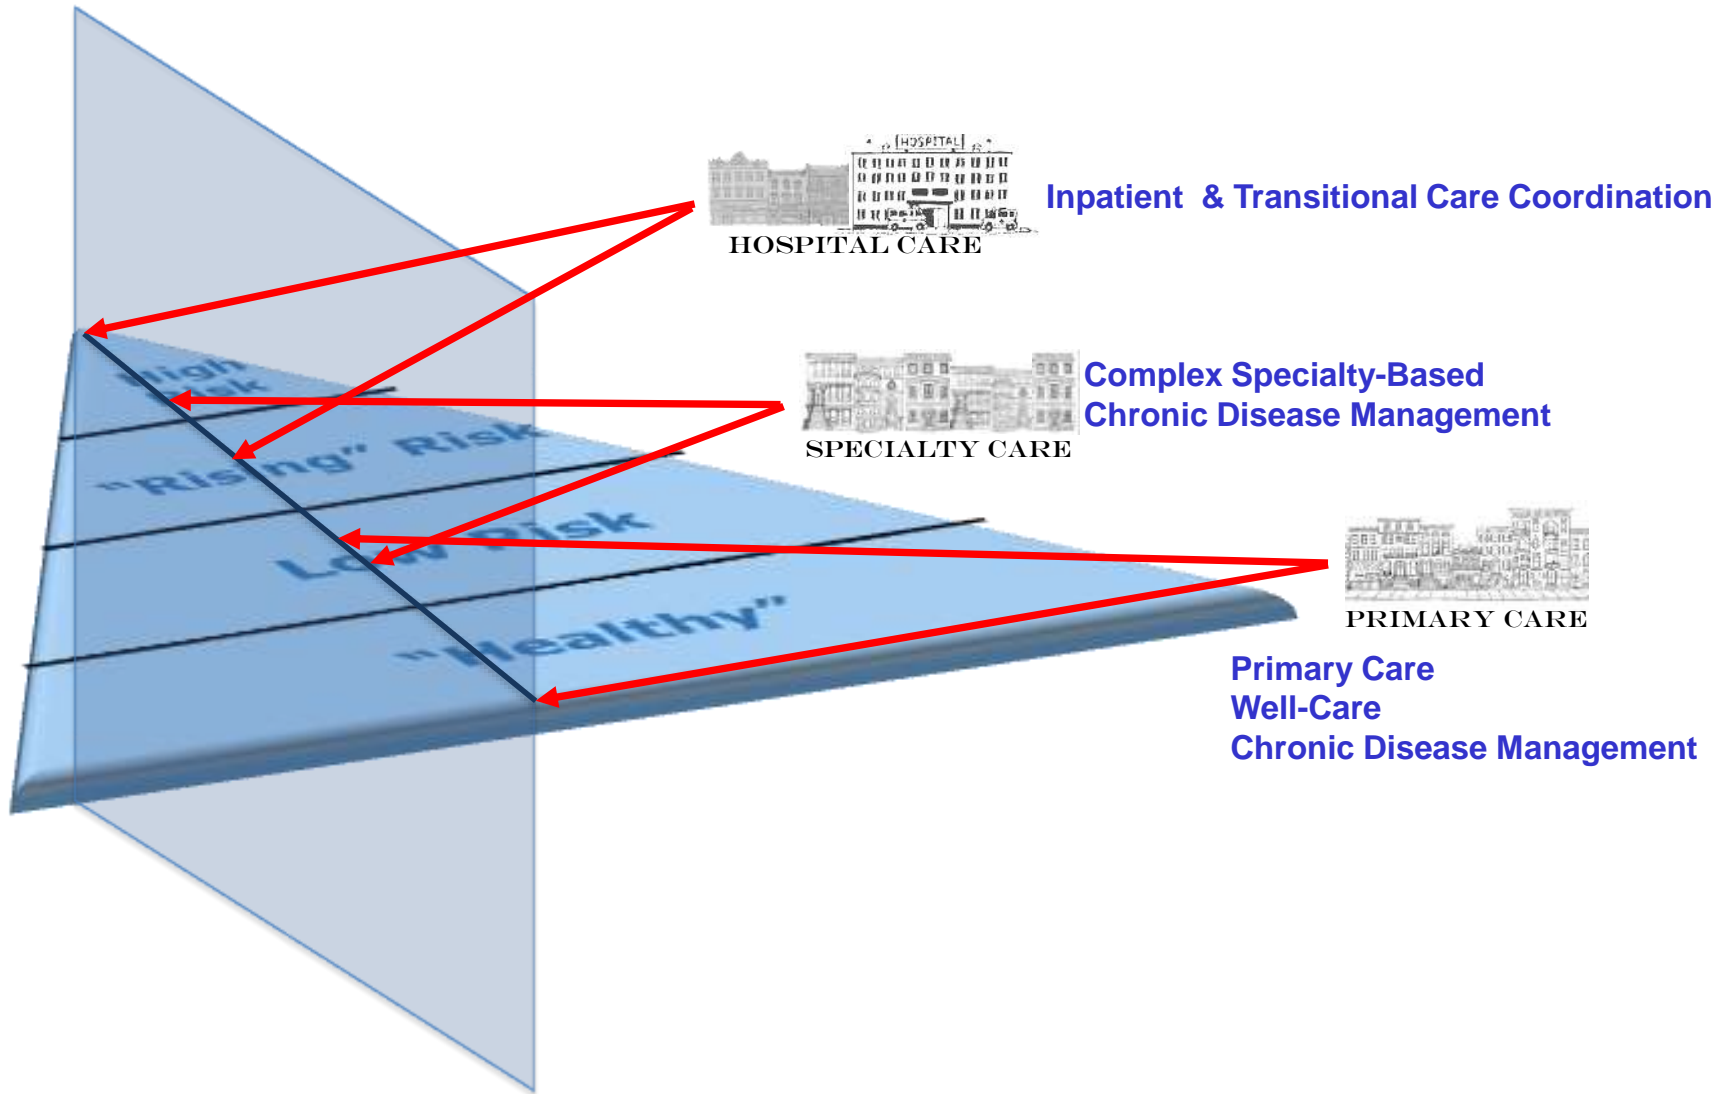 HOSPITAL
HOSPITAL CARE
Inpatient & Transitional Care Coordination
High
Risk
"Rising" Risk
Low Risk
"Healthy"
SPECIALTY CARE
Complex Specialty-Based
Chronic Disease Management
PRIMARY CARE
Primary Care
Well-Care
Chronic Disease Management